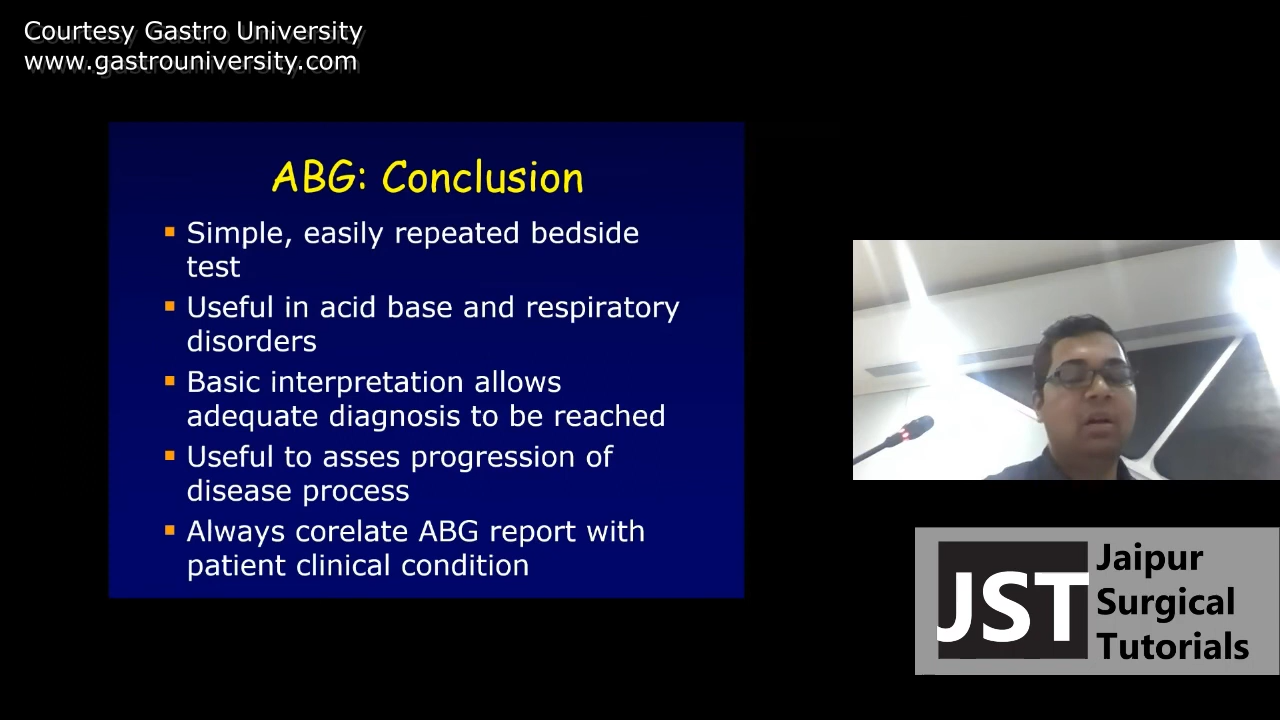 Courtesy Gastro University
www.gastrouniversity.com
ABG: Conclusion
Simple, easily repeated bedside
test
Useful in acid base and respiratory
disorders
Basic interpretation allows
adequate diagnosis to be reached
Useful to asses progression of
disease process
Always corelate ABG report with
patient clinical condition
JST
Jaipur
Surgical
Tutorials